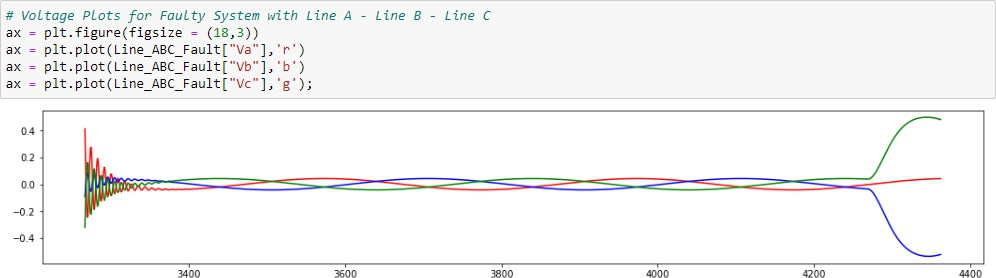 # Voltage Plots for Faulty System with Line A - Line B - Line C
ax = plt.figure(figsize = (18,3))
ax = plt.plot(Line_ABC_Fault["Va"],'r')
ax = plt.plot(Line_ABC_Fault["Vb"],'b')
ax = plt.plot(Line_ABC_Fault["Vc"],'g');
0.4
0.2
0.0
−0.2
−0.4
3400 3600 3800 4000 4200 4400